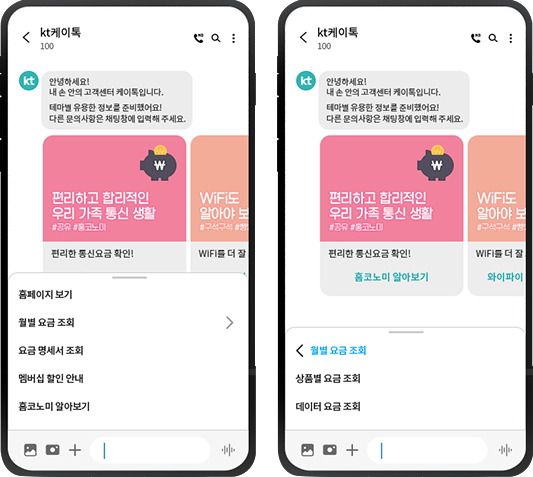 kt케이톡
100
kt
안녕하세요!
내 손 안의 고객센터 케이톡입니다.
테마별 유용한 정보를 준비했어요!
다른 문의사항은 채팅창에 입력해 주세요.
₩
편리하고 합리적인
우리 가족 통신 생활
#공유 #홈코노미
편리한 통신요금 확인!
WiFi도
알아야 보
#구석구석 #빵
WIFI를 더 잘
홈페이지 보기
월별 요금 조회
요금 명세서 조회
멤버십 할인 안내
홈코노미 알아보기
kt케이톡
100
kt
안녕하세요!
내 손 안의 고객센터 케이톡입니다.
테마별 유용한 정보를 준비했어요!
다른 문의사항은 채팅창에 입력해 주세요.
₩
편리하고 합리적인
우리 가족 통신 생활
#공유 #홈코노미
편리한 통신요금 확인!
홈코노미 알아보기
WiFi도
알아야 보
#구석구석 #빵
WIFI를 더 잘
와이파이
월별 요금 조회
상품별 요금 조회
데이터 요금 조회